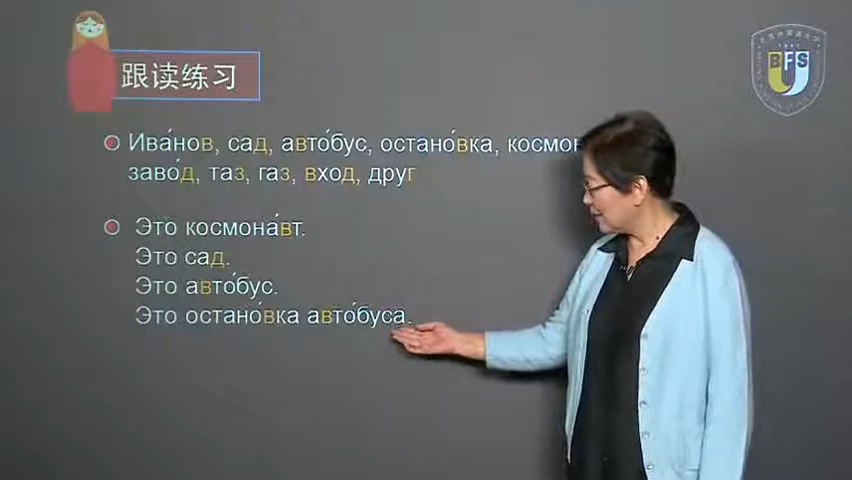 跟读练习
Ива́нов, сад, авто́бус, остано́вка,
заво́д, таз, газ, вход, друг
Это космона́вт.
Это сад.
Это авто́бус.
Это остано́вка авто́буса.
BFSU